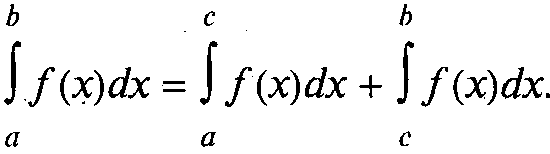 ∫_a^b f(x)dx = ∫_a^c f(x)dx + ∫_c^b f(x)dx.